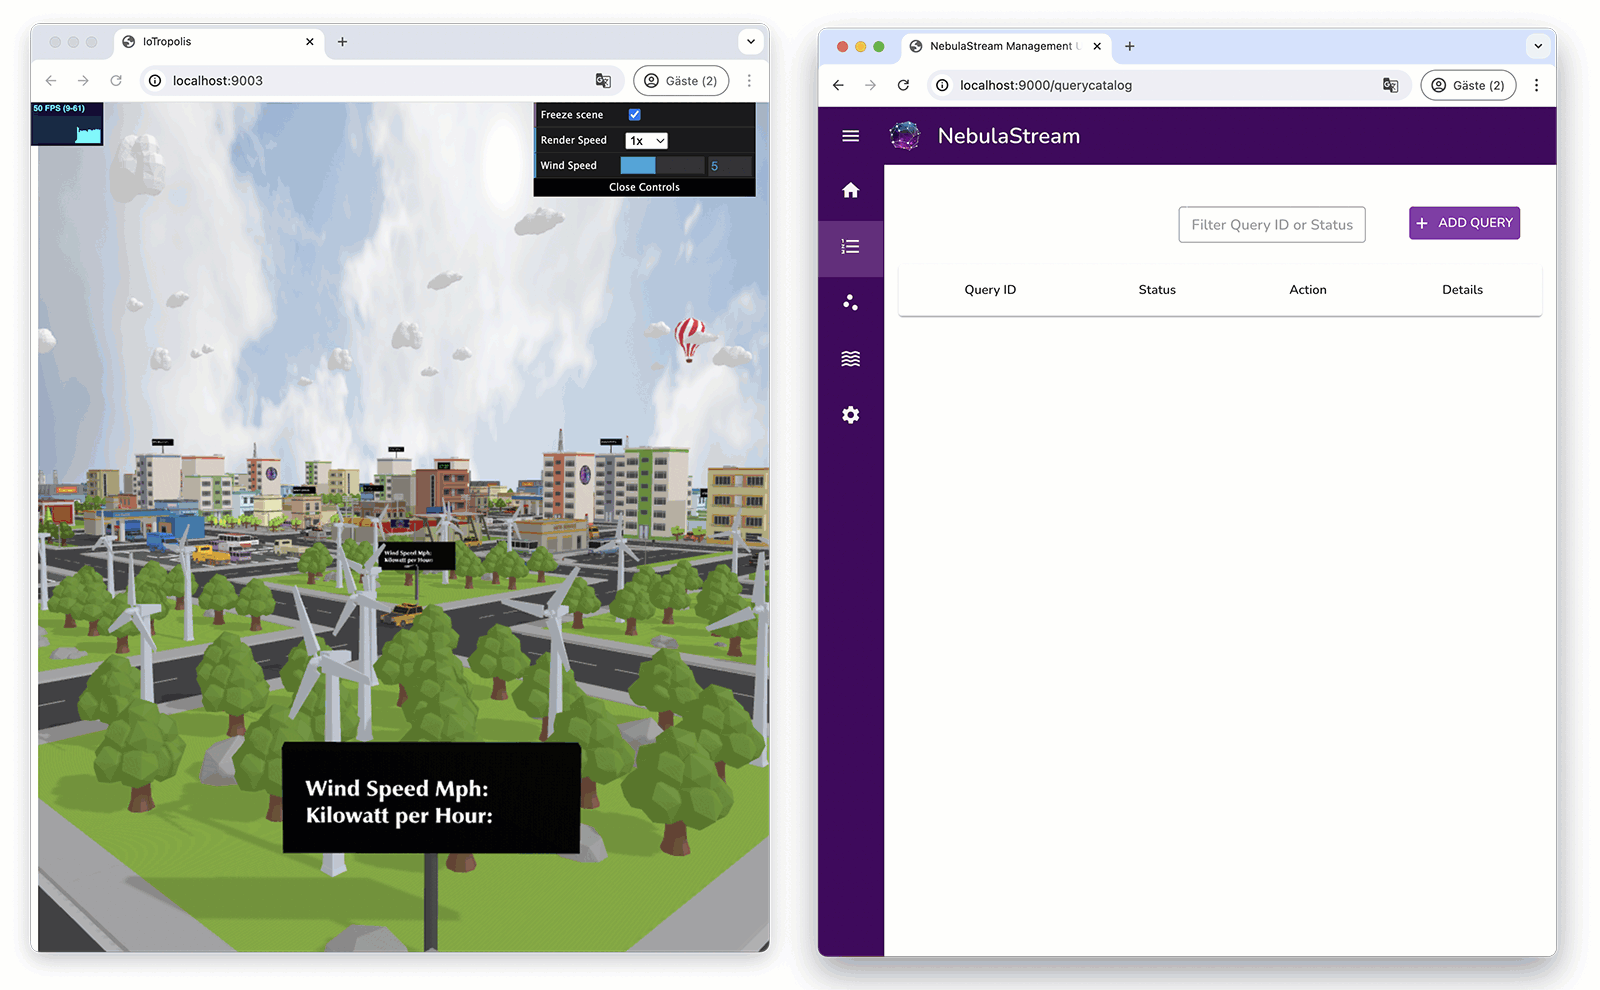 IoTropolis
localhost:9003
Gäste (2)
50 FPS (9-61)
Freeze scene
Render Speed 1x
Wind Speed 5
Close Controls
Wind Speed Mph:
Kilowatt per Hour:
Wind Speed Mph:
Kilowatt per Hour:
NebulaStream Management
localhost:9000/querycatalog
Gäste (2)
NebulaStream
Filter Query ID or Status
+ ADD QUERY
Query ID Status Action Details